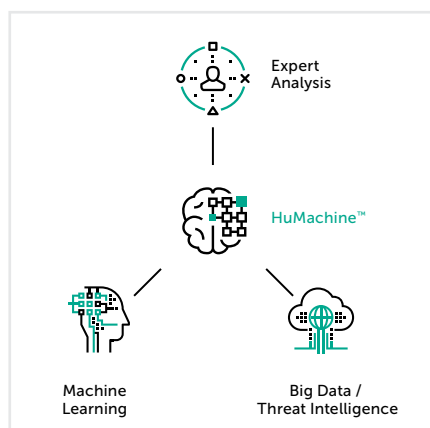 Expert
Analysis
HuMachine™
Machine
Learning
Big Data /
Threat Intelligence